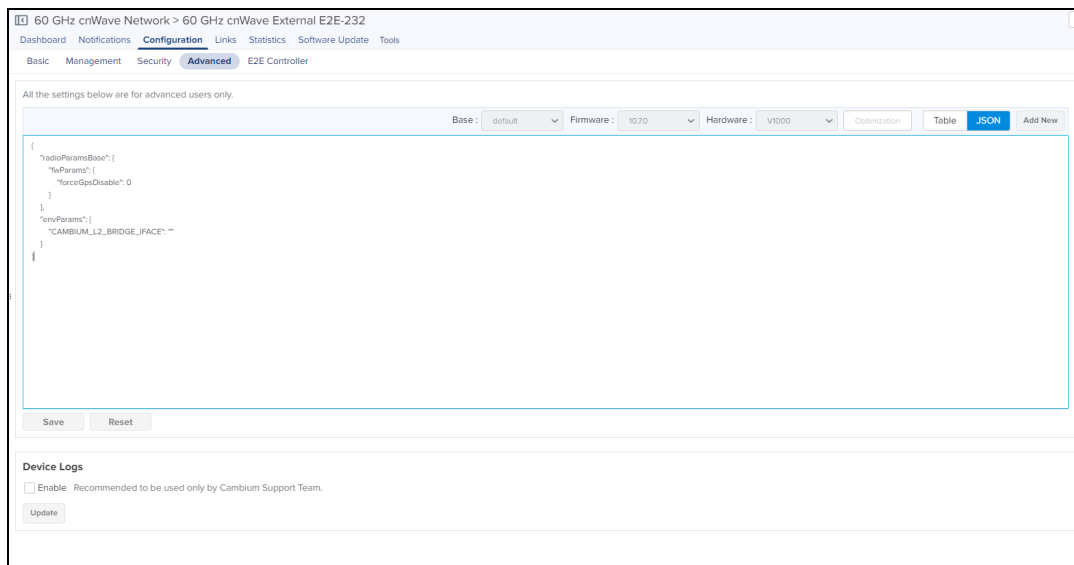 60 GHz cnWave Network > 60 GHz cnWave External E2E-232
Dashboard Notifications Configuration Links Statistics Software Update Tools
Basic Management Security Advanced E2E Controller
All the settings below are for advanced users only.
Base : default Firmware : 10.7.0 Hardware : V1000 Optimization Table JSON Add New
{
"radioParamsBase": {
"fwParams": {
"forceGpsDisable": 0
}
},
"envParams": {
"CAMBIUM_L2_BRIDGE_IFACE": ""
}
}
Save Reset
Device Logs
Enable Recommended to be used only by Cambium Support Team.
Update